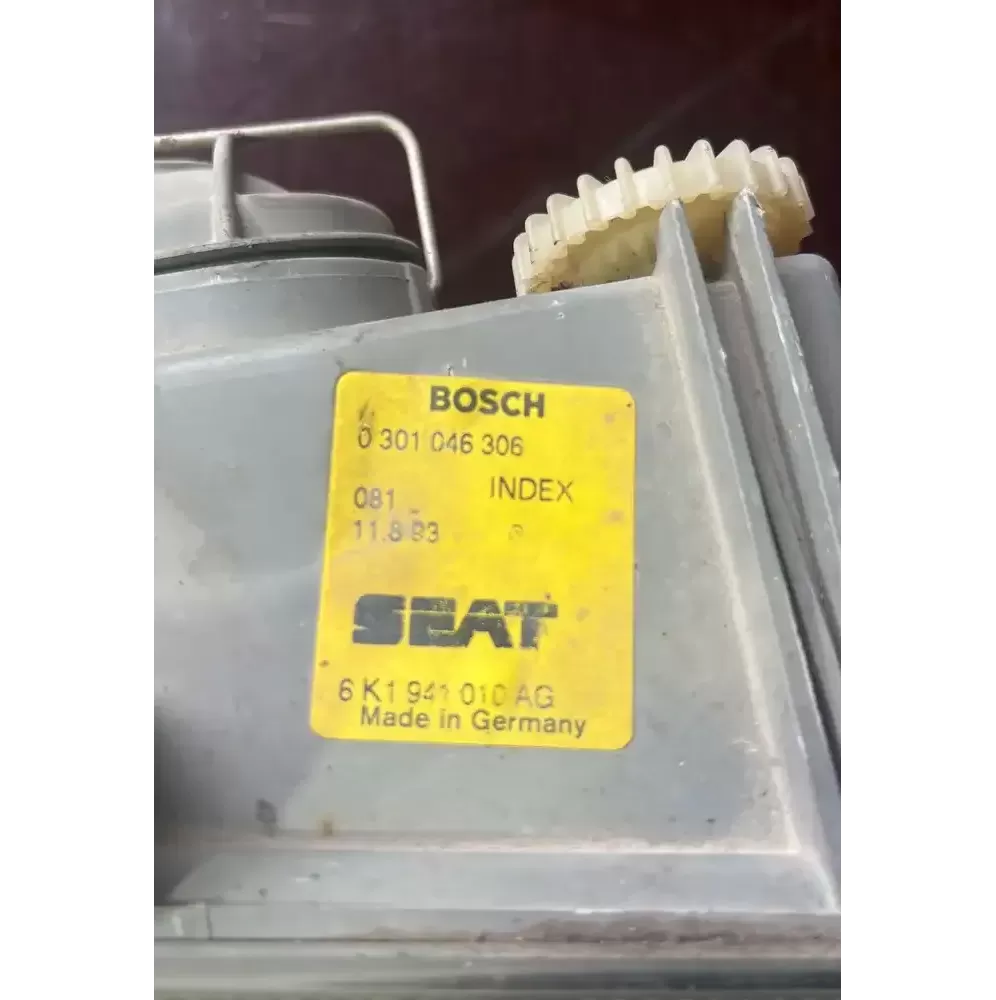 BOSCH
0 301 046 306
081 INDEX
11.8.93
SEAT
6 K1 941 010 AG
Made in Germany